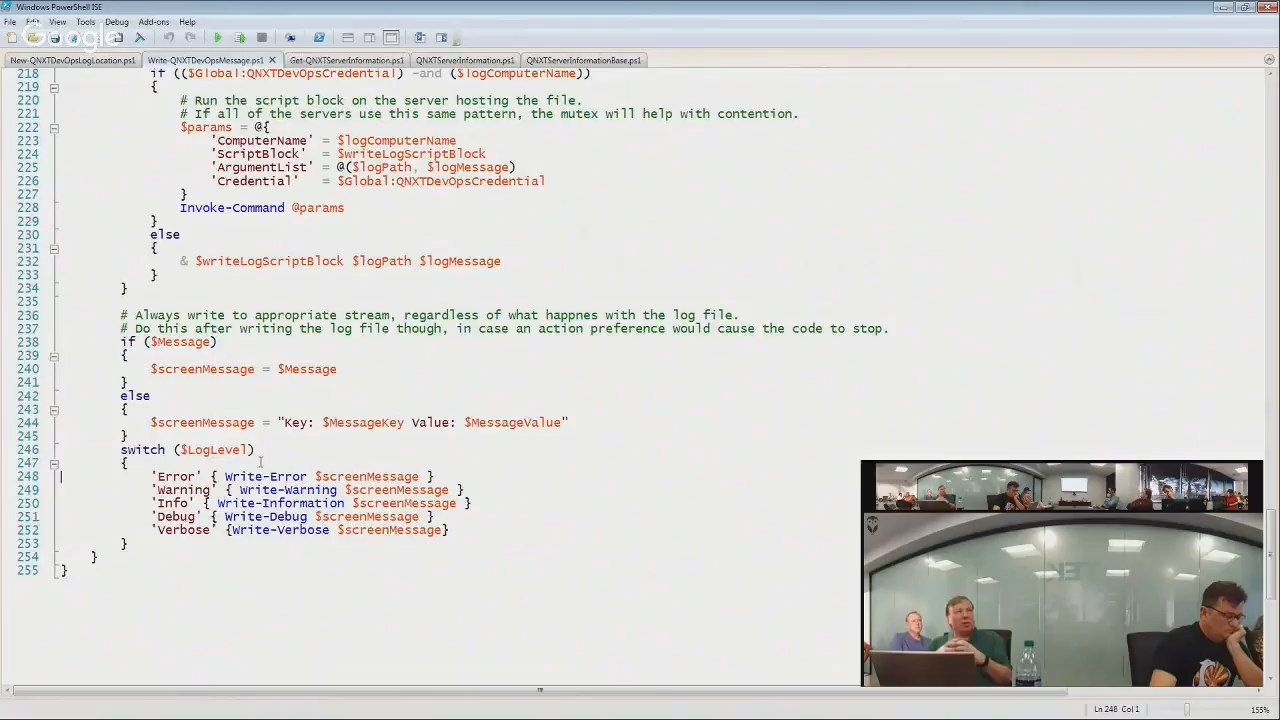 Windows PowerShell ISE
File Edit View Tools Debug Add-ons Help
Google
New-QNXTDevOpsLogLocation.ps1 Write-QNXTDevOpsMessage.ps1 Get-QNXTServerInformation.ps1 QNXTServerInformation.ps1 QNXTServerInformationBase.ps1
218 if (($Global:QNXTDevOpsCredential) -and ($logComputerName))
219 {
220 # Run the script block on the server hosting the file.
221 # If all of the servers use this same pattern, the mutex will help with contention.
222 $params = @{
223 'ComputerName' = $logComputerName
224 'ScriptBlock' = $writeLogScriptBlock
225 'ArgumentList' = @($logPath, $logMessage)
226 'Credential' = $Global:QNXTDevOpsCredential
227 }
228 Invoke-Command @params
229 }
230 else
231 {
232 & $writeLogScriptBlock $logPath $logMessage
233 }
234 }
235
236 # Always write to appropriate stream, regardless of what happnes with the log file.
237 # Do this after writing the log file though, in case an action preference would cause the code to stop.
238 if ($Message)
239 {
240 $screenMessage = $Message
241 }
242 else
243 {
244 $screenMessage = "Key: $MessageKey Value: $MessageValue"
245 }
246 switch ($LogLevel)
247 {
248 'Error' { Write-Error $screenMessage }
249 'Warning' { Write-Warning $screenMessage }
250 'Info' { Write-Information $screenMessage }
251 'Debug' { Write-Debug $screenMessage }
252 'Verbose' {Write-Verbose $screenMessage}
253 }
254 }
255 }
Ln 248 Col 1 155%